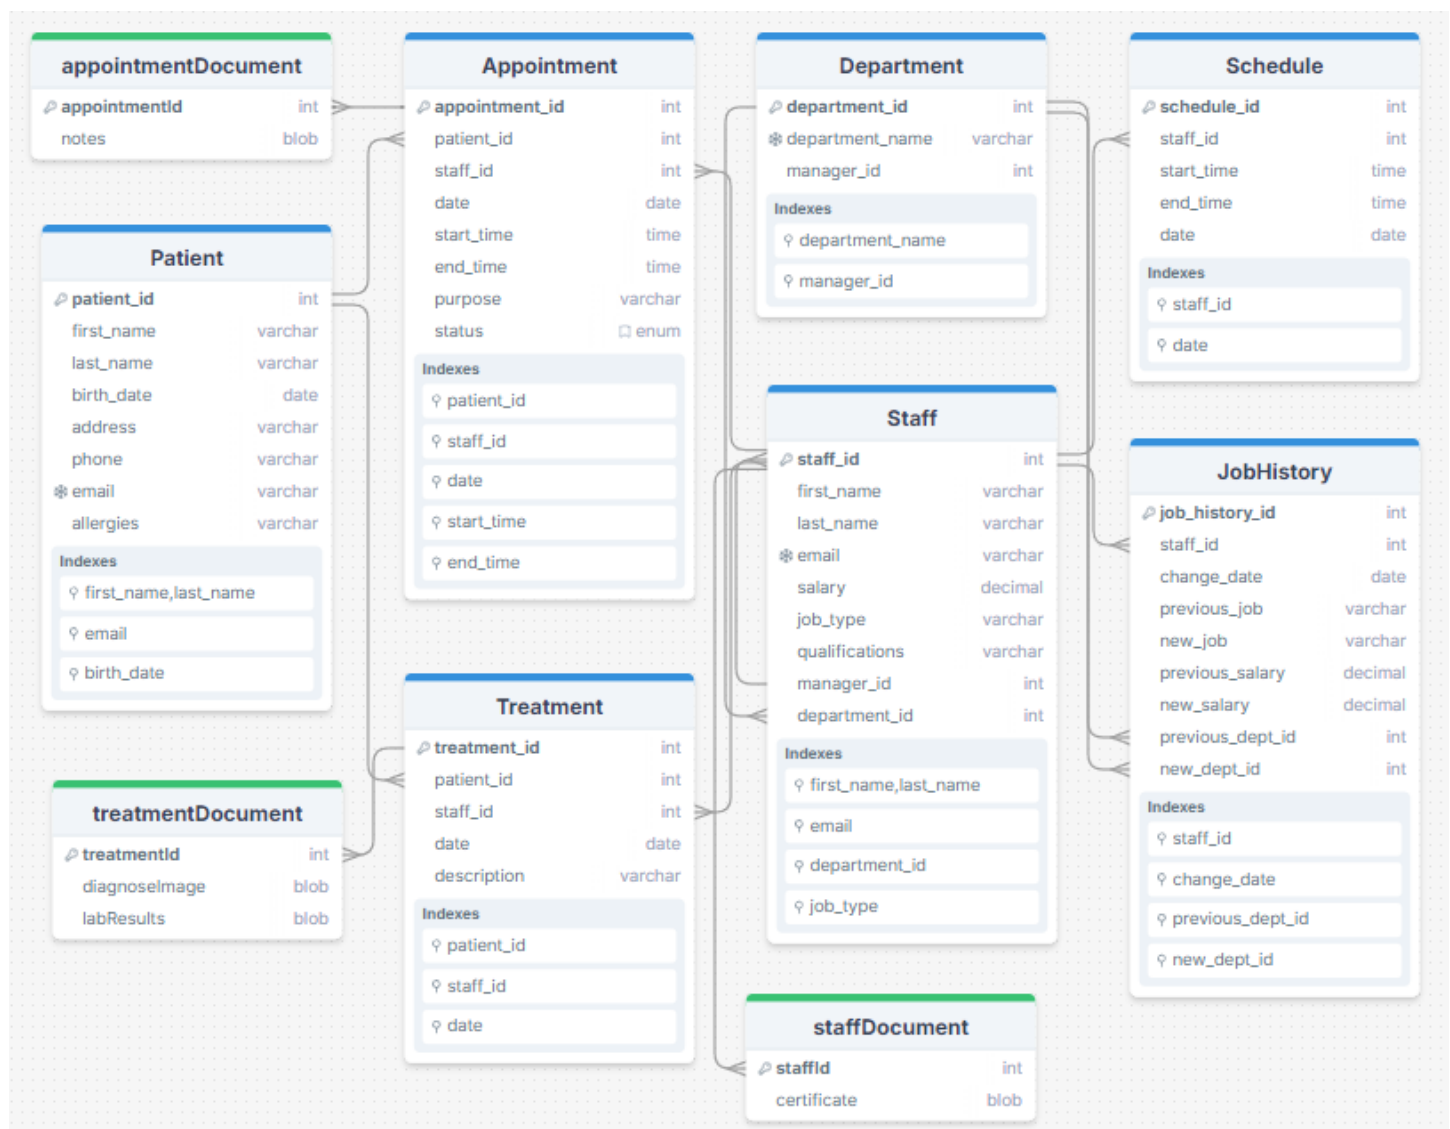 appointmentDocument
appointmentId int
notes blob
Appointment
appointment_id int
patient_id int
staff_id int
date date
start_time time
end_time time
purpose varchar
status enum
Indexes
patient_id
staff_id
date
start_time
end_time
Department
department_id int
department_name varchar
manager_id int
Indexes
department_name
manager_id
Schedule
schedule_id int
staff_id int
start_time time
end_time time
date date
Indexes
staff_id
date
Patient
patient_id int
first_name varchar
last_name varchar
birth_date date
address varchar
phone varchar
email varchar
allergies varchar
Indexes
first_name,last_name
email
birth_date
Staff
staff_id int
first_name varchar
last_name varchar
email varchar
salary decimal
job_type varchar
qualifications varchar
manager_id int
department_id int
Indexes
first_name,last_name
email
department_id
job_type
JobHistory
job_history_id int
staff_id int
change_date date
previous_job varchar
new_job varchar
previous_salary decimal
new_salary decimal
previous_dept_id int
new_dept_id int
Indexes
staff_id
change_date
previous_dept_id
new_dept_id
Treatment
treatment_id int
patient_id int
staff_id int
date date
description varchar
Indexes
patient_id
staff_id
date
treatmentDocument
treatmentId int
diagnoseImage blob
labResults blob
staffDocument
staffId int
certificate blob